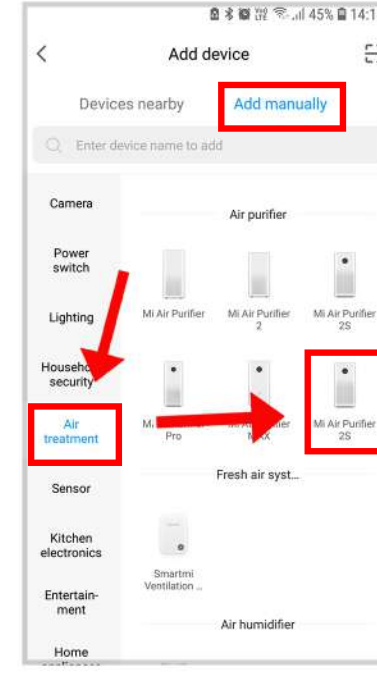 45% 14:1
Add device
Devices nearby
Add manually
Enter device name to add
Camera
Power
switch
Lighting
security
Air
treatment
Sensor
Kitchen
electronics
Entertain-
ment
Home
Air purifier
Mi Air Purifier
Mi Air Purifier
2
Mi Air Purifier
2S
Pro
Mi Air Purifier
2S
Fresh air syst...
Smartmi
Ventilation ...
Air humidifier